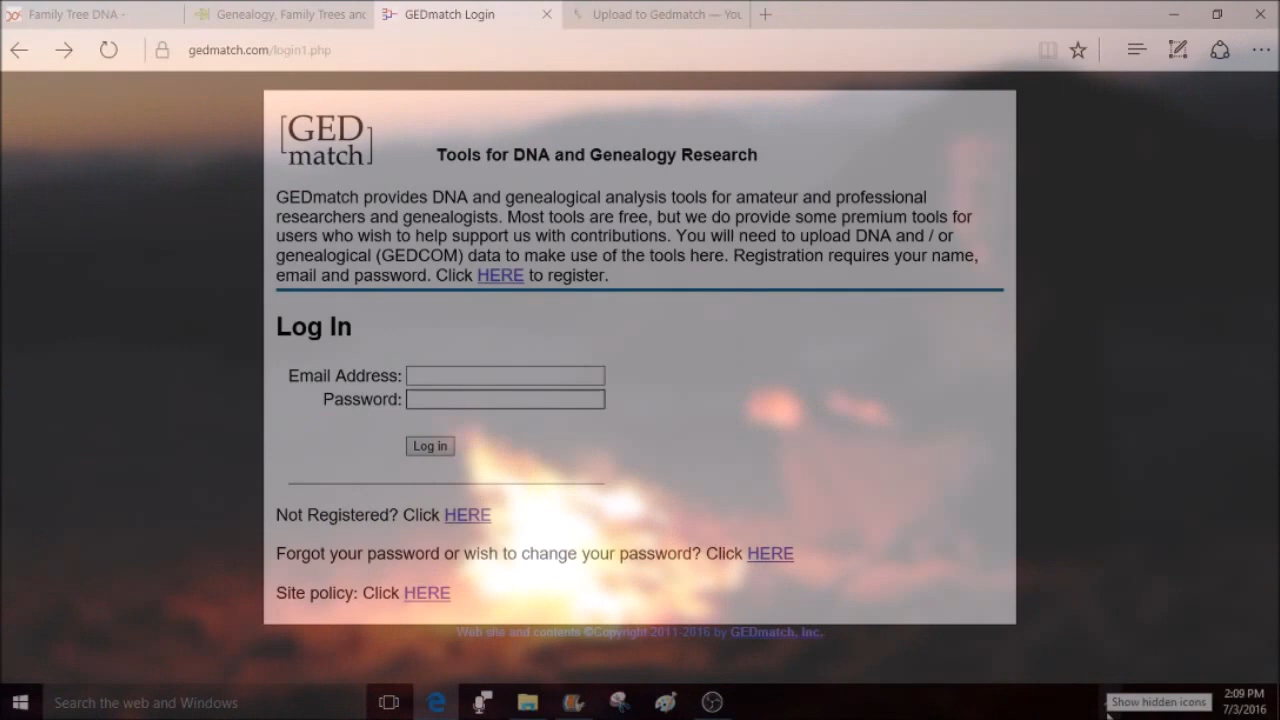 Family Tree DNA -
Genealogy, Family Trees and
GEDmatch Login
Upload to Gedmatch — You
gedmatch.com/login1.php
GED
match
Tools for DNA and Genealogy Research
GEDmatch provides DNA and genealogical analysis tools for amateur and professional
researchers and genealogists. Most tools are free, but we do provide some premium tools for
users who wish to help support us with contributions. You will need to upload DNA and / or
genealogical (GEDCOM) data to make use of the tools here. Registration requires your name,
email and password. Click HERE to register.
Log In
Email Address:
Password:
Log in
Not Registered? Click HERE
Forgot your password or wish to change your password? Click HERE
Site policy: Click HERE
Web site and contents ©Copyright 2011-2016 by GEDmatch, Inc.
Search the web and Windows
Show hidden icons
2:09 PM
7/3/2016